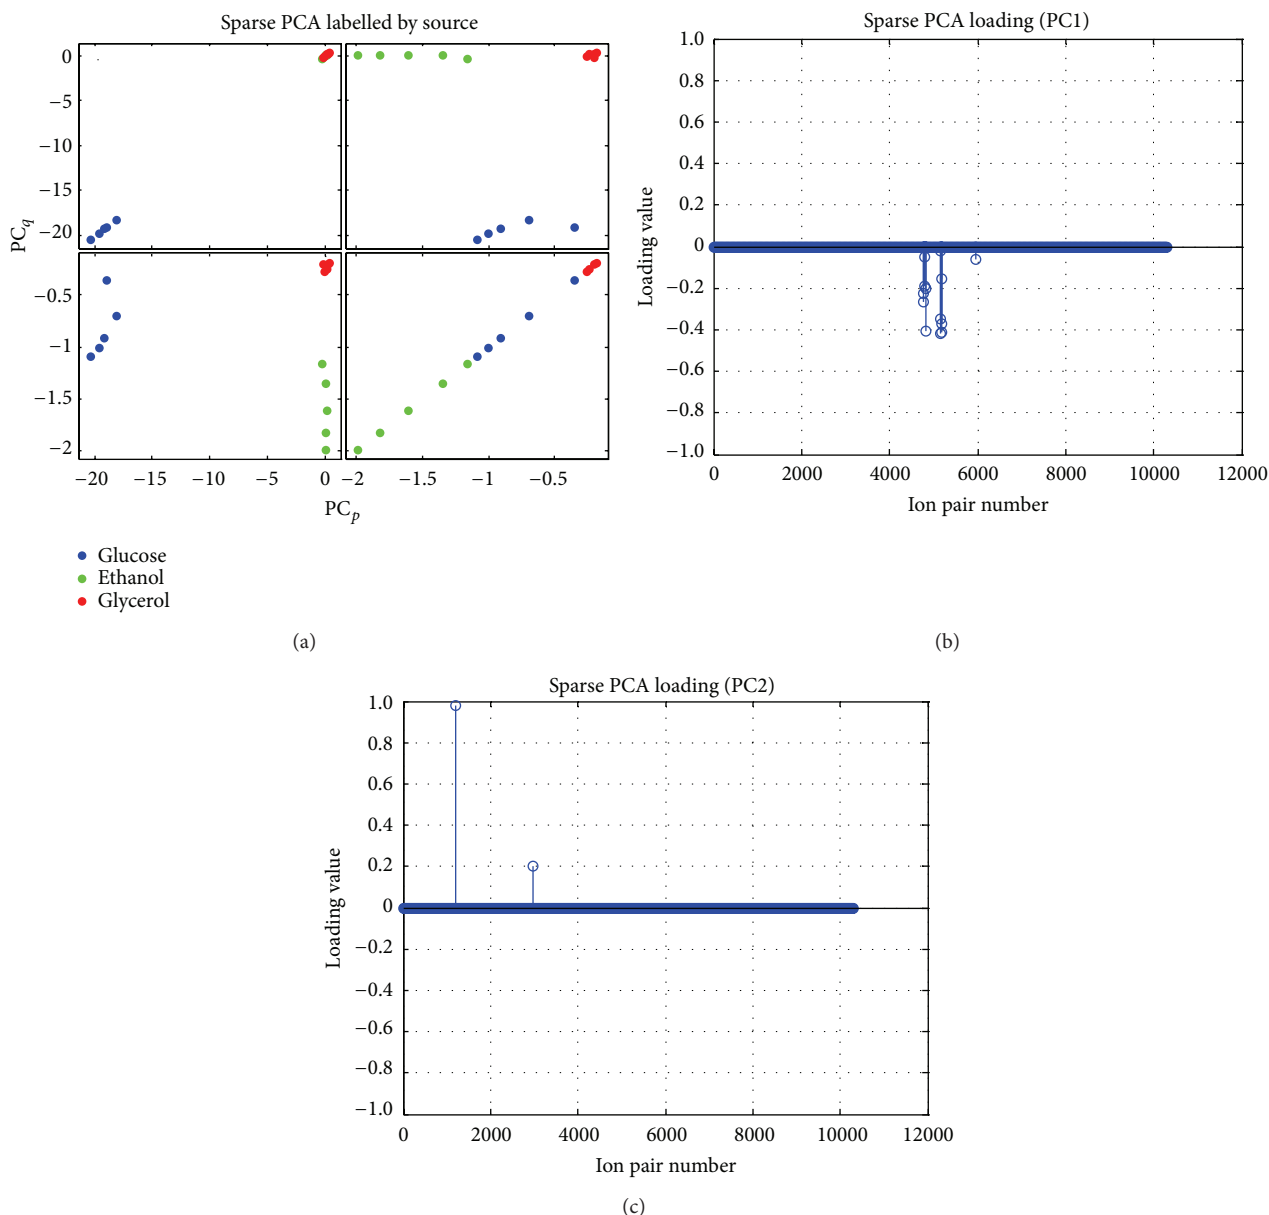 Sparse PCA labelled by source
0
−5
−10
−15
−20
PC_q
−0.5
−1
−1.5
−2
−20 −15 −10 −5 0 −2 −1.5 −1 −0.5
PC_p
Glucose
Ethanol
Glycerol
(a)
Sparse PCA loading (PC1)
1.0
0.8
0.6
0.4
0.2
0
−0.2
−0.4
−0.6
−0.8
−1.0
Loading value
0 2000 4000 6000 8000 10000 12000
Ion pair number
(b)
Sparse PCA loading (PC2)
1.0
0.8
0.6
0.4
0.2
0
−0.2
−0.4
−0.6
−0.8
−1.0
Loading value
0 2000 4000 6000 8000 10000 12000
Ion pair number
(c)